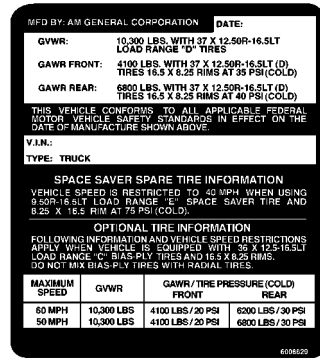 MFD BY: AM GENERAL CORPORATION DATE:
GVWR: 10,300 LBS. WITH 37 X 12.50R-16.5LT
LOAD RANGE "D" TIRES
GAWR FRONT: 4100 LBS. WITH 37 X 12.50R-16.5LT (D)
TIRES 16.5 X 8.25 RIMS AT 35 PSI (COLD)
GAWR REAR: 6800 LBS. WITH 37 X 12.50R-16.5LT (D)
TIRES 16.5 X 8.25 RIMS AT 40 PSI (COLD)
THIS VEHICLE CONFORMS TO ALL APPLICABLE FEDERAL
MOTOR VEHICLE SAFETY STANDARDS IN EFFECT ON THE
DATE OF MANUFACTURE SHOWN ABOVE.
V.I.N.:
TYPE: TRUCK
SPACE SAVER SPARE TIRE INFORMATION
VEHICLE SPEED IS RESTRICTED TO 40 MPH WHEN USING
9.50R-16.5LT LOAD RANGE "E" SPACE SAVER TIRE AND
8.25 X 16.5 RIM AT 75 PSI (COLD).
OPTIONAL TIRE INFORMATION
FOLLOWING INFORMATION AND VEHICLE SPEED RESTRICTIONS
APPLY WHEN VEHICLE IS EQUIPPED WITH 36 X 12.5-16.5LT
LOAD RANGE "C" BIAS-PLY TIRES AND 16.5 X 8.25 RIMS.
DO NOT MIX BIAS-PLY TIRES WITH RADIAL TIRES.
MAXIMUM SPEED GVWR GAWR / TIRE PRESSURE (COLD)
FRONT REAR
60 MPH 10,300 LBS 4100 LBS / 20 PSI 6200 LBS / 30 PSI
50 MPH 10,300 LBS 4100 LBS / 20 PSI 6800 LBS / 30 PSI
6008529